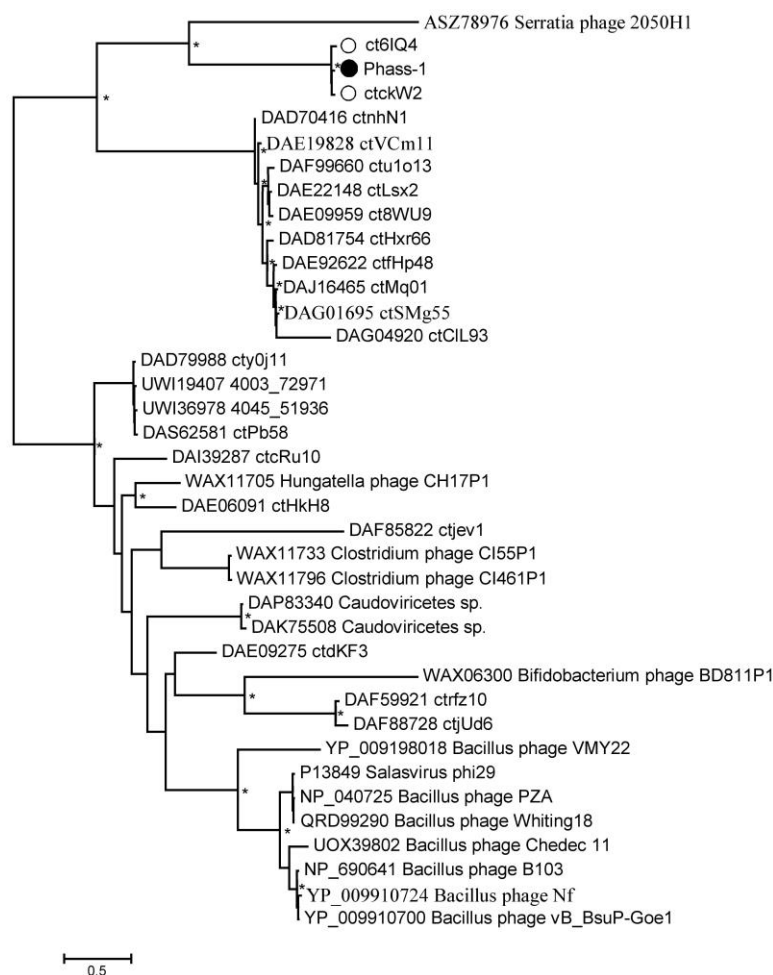 ASZ78976 Serratia phage 2050H1
ct6IQ4
* Phass-1
ctckW2
*
*
DAD70416 ctnhN1
*DAE19828 ctVCm11
DAF99660 ctu1o13
*
DAE22148 ctLsx2
DAE09959 ct8WU9
*
DAD81754 ctHxr66
* DAE92622 ctfHp48
*DAJ16465 ctMq01
*DAG01695 ctSMg55
DAG04920 ctClL93
DAD79988 cty0j11
UWI19407 4003_72971
UWI36978 4045_51936
DAS62581 ctPb58
*
DAI39287 ctcRu10
WAX11705 Hungatella phage CH17P1
*
DAE06091 ctHkH8
DAF85822 ctjev1
WAX11733 Clostridium phage CI55P1
WAX11796 Clostridium phage CI461P1
DAP83340 Caudoviricetes sp.
*
DAK75508 Caudoviricetes sp.
DAE09275 ctdKF3
WAX06300 Bifidobacterium phage BD811P1
*
DAF59921 ctrfz10
*
DAF88728 ctjUd6
YP_009198018 Bacillus phage VMY22
P13849 Salasvirus phi29
*
NP_040725 Bacillus phage PZA
QRD99290 Bacillus phage Whiting18
*
UOX39802 Bacillus phage Chedec 11
NP_690641 Bacillus phage B103
*YP_009910724 Bacillus phage Nf
YP_009910700 Bacillus phage vB_BsuP-Goe1
0.5